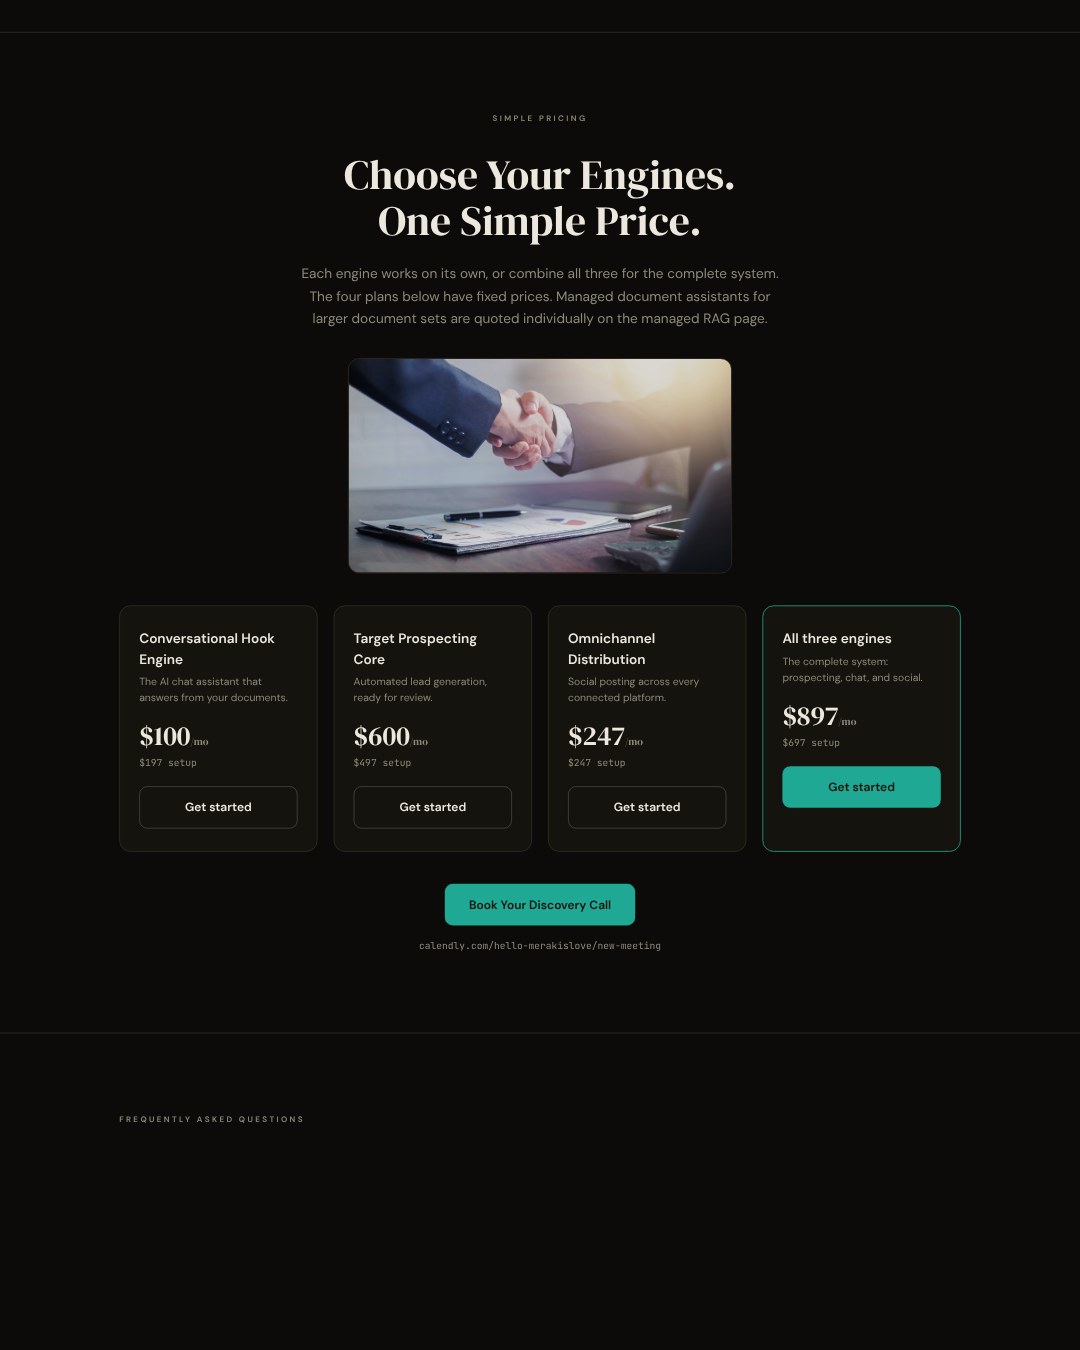 SIMPLE PRICING
Choose Your Engines.
One Simple Price.
Each engine works on its own, or combine all three for the complete system.
The four plans below have fixed prices. Managed document assistants for
larger document sets are quoted individually on the managed RAG page.
Conversational Hook
Engine
The AI chat assistant that
answers from your documents.
$100/mo
$197 setup
Get started
Target Prospecting
Core
Automated lead generation,
ready for review.
$600/mo
$497 setup
Get started
Omnichannel
Distribution
Social posting across every
connected platform.
$247/mo
$247 setup
Get started
All three engines
The complete system:
prospecting, chat, and social.
$897/mo
$697 setup
Get started
Book Your Discovery Call
calendly.com/hello-merakislove/new-meeting
FREQUENTLY ASKED QUESTIONS